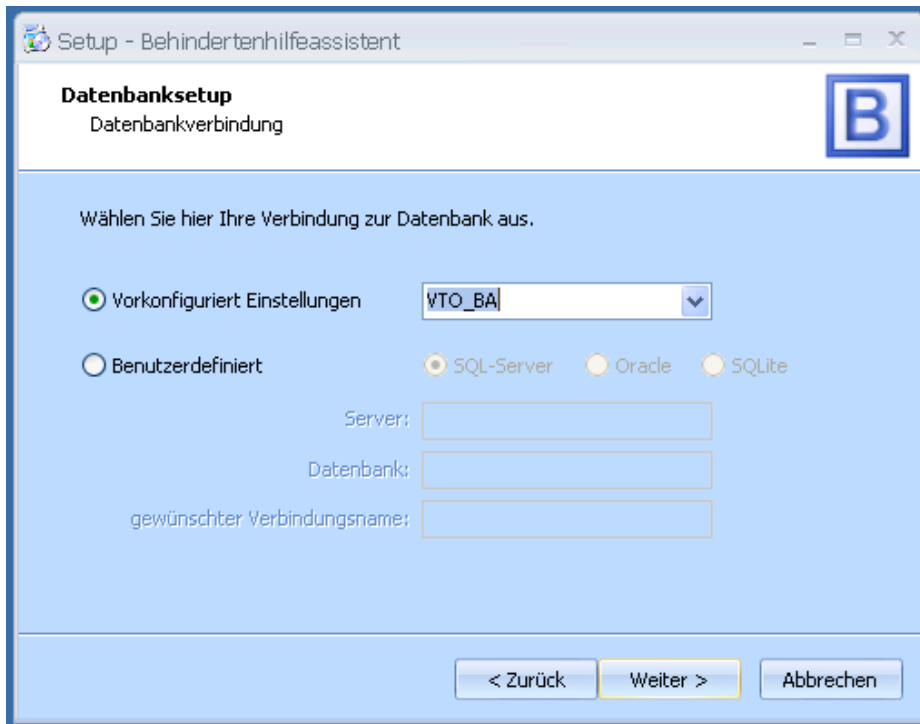 Setup - Behindertenhilfeassistent
Datenbanksetup
Datenbankverbindung
B
Wählen Sie hier Ihre Verbindung zur Datenbank aus.
Vorkonfiguriert Einstellungen VTO_BA
Benutzerdefiniert SQL-Server Oracle SQLite
Server:
Datenbank:
gewünschter Verbindungsname:
< Zurück Weiter > Abbrechen